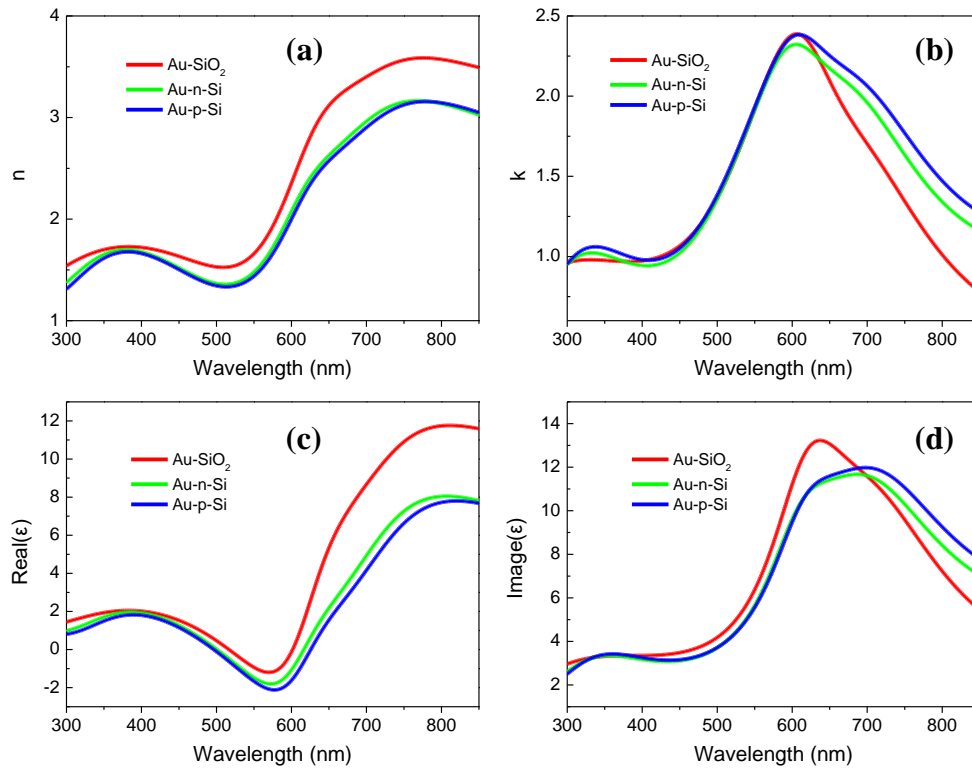 (a)
Au-SiO₂
Au-n-Si
Au-p-Si
n
4
3
2
1
300 400 500 600 700 800
Wavelength (nm)
(b)
Au-SiO₂
Au-n-Si
Au-p-Si
k
2.5
2.0
1.5
1.0
300 400 500 600 700 800
Wavelength (nm)
(c)
Au-SiO₂
Au-n-Si
Au-p-Si
Real(ε)
12
10
8
6
4
2
0
-2
300 400 500 600 700 800
Wavelength (nm)
(d)
Au-SiO₂
Au-n-Si
Au-p-Si
Image(ε)
14
12
10
8
6
4
2
300 400 500 600 700 800
Wavelength (nm)